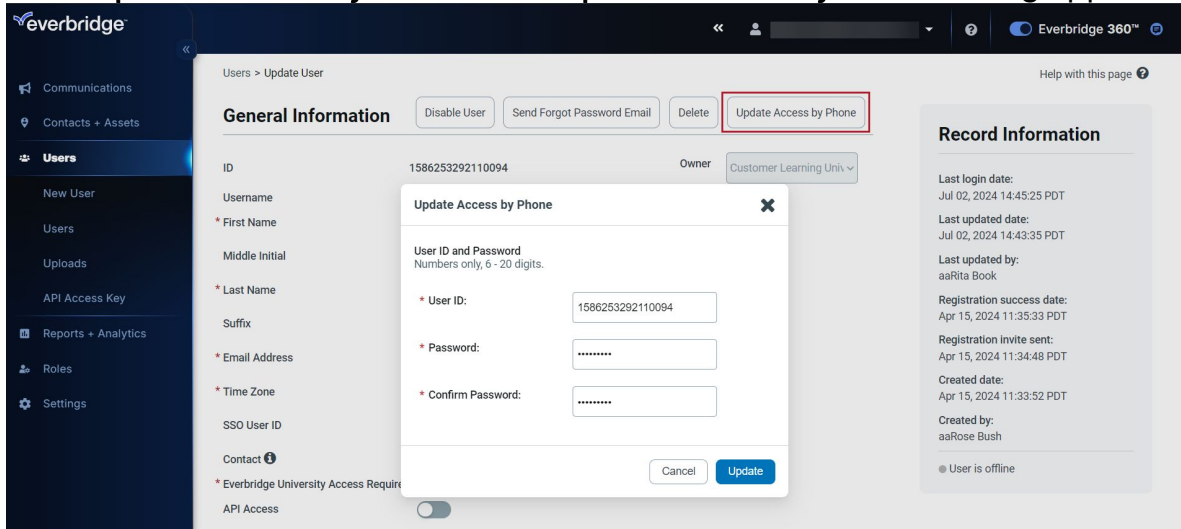 everbridge
Everbridge 360™
Communications
Contacts + Assets
Users
New User
Users
Uploads
API Access Key
Reports + Analytics
Roles
Settings
Users > Update User
Help with this page
General Information
Disable User
Send Forgot Password Email
Delete
Update Access by Phone
ID
1586253292110094
Owner
Customer Learning Univ
Username
* First Name
Middle Initial
* Last Name
Suffix
* Email Address
* Time Zone
SSO User ID
Contact
* Everbridge University Access Require
API Access
Update Access by Phone
User ID and Password
Numbers only, 6 - 20 digits.
* User ID:
1586253292110094
* Password:
•••••••••
* Confirm Password:
•••••••••
Cancel
Update
Record Information
Last login date:
Jul 02, 2024 14:45:25 PDT
Last updated date:
Jul 02, 2024 14:43:35 PDT
Last updated by:
aaRita Book
Registration success date:
Apr 15, 2024 11:35:33 PDT
Registration invite sent:
Apr 15, 2024 11:34:48 PDT
Created date:
Apr 15, 2024 11:33:52 PDT
Created by:
aaRose Bush
User is offline